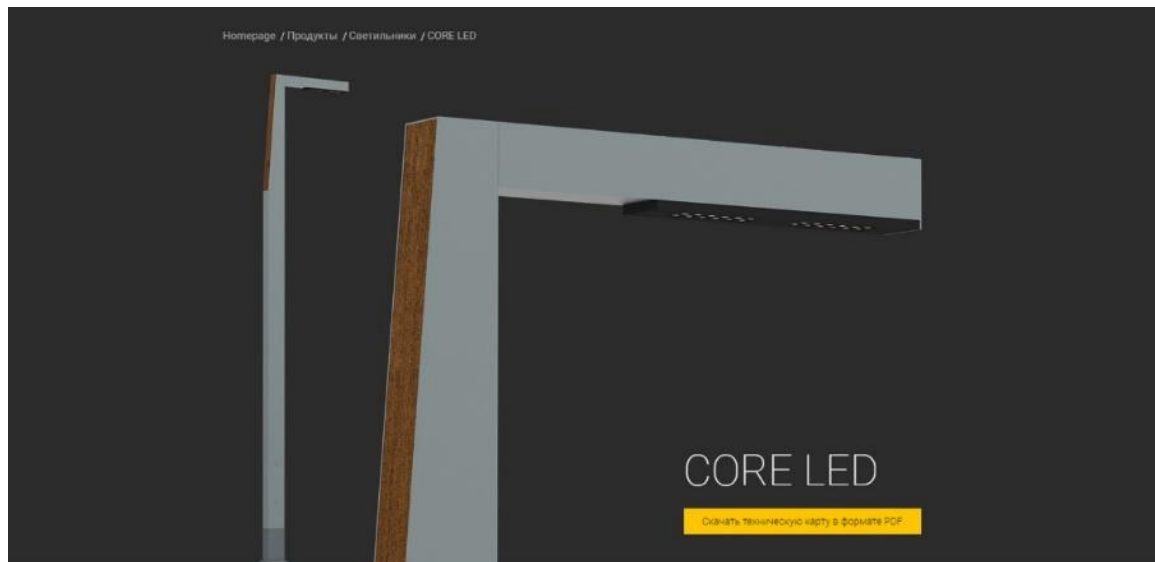 Homepage / Продукты / Светильники / CORE LED
CORE LED
Скачать техническую карту в формате PDF